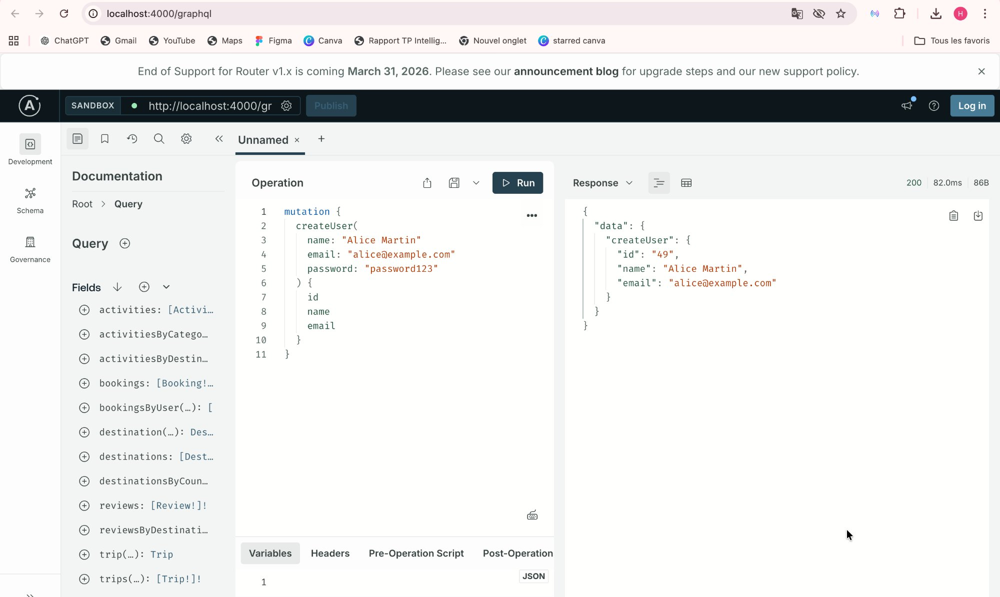 localhost:4000/graphql
H
ChatGPT
Gmail
YouTube
Maps
Figma
Canva
Rapport TP Intellig...
Nouvel onglet
starred canva
Tous les favoris
End of Support for Router v1.x is coming March 31, 2026. Please see our announcement blog for upgrade steps and our new support policy.
SANDBOX
http://localhost:4000/gr
Publish
Log in
Unnamed
Development
Schema
Governance
Documentation
Root > Query
Query
Fields
activities: [Activi…
activitiesByCatego…
activitiesByDestin…
bookings: [Booking!…
bookingsByUser(…): [
destination(…): Des…
destinations: [Dest…
destinationsByCoun…
reviews: [Review!]!
reviewsByDestinati…
trip(…): Trip
trips(…): [Trip!]!
Operation
Run
1 mutation {
2 createUser(
3 name: "Alice Martin"
4 email: "alice@example.com"
5 password: "password123"
6 ) {
7 id
8 name
9 email
10 }
11 }
Variables
Headers
Pre-Operation Script
Post-Operation
JSON
1
Response
200
82.0ms
86B
{
"data": {
"createUser": {
"id": "49",
"name": "Alice Martin",
"email": "alice@example.com"
}
}
}